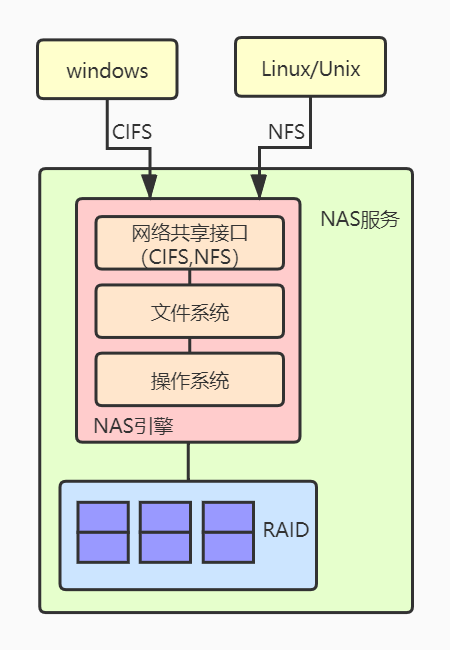 windows
Linux/Unix
CIFS
NFS
NAS服务
网络共享接口
（CIFS,NFS）
文件系统
操作系统
NAS引擎
RAID